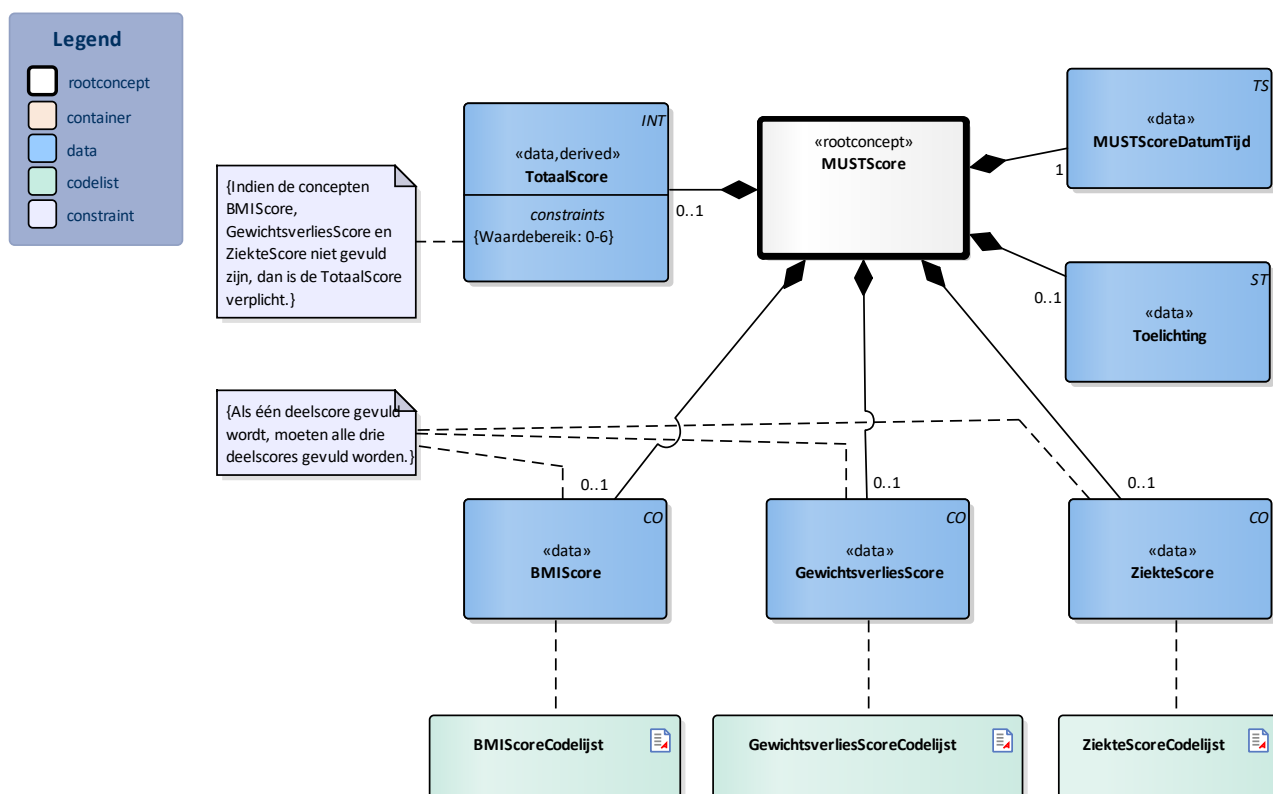 Legend
rootconcept
container
data
codelist
constraint
{Indien de concepten
BMIScore,
GewichtsverliesScore en
ZiekteScore niet gevuld
zijn, dan is de TotaalScore
verplicht.}
INT
«data,derived»
TotaalScore
constraints
{Waardebereik: 0-6}
0..1
«rootconcept»
MUSTScore
TS
«data»
MUSTScoreDatumTijd
1
ST
«data»
Toelichting
0..1
{Als één deelscore gevuld
wordt, moeten alle drie
deelscores gevuld worden.}
0..1
0..1
0..1
CO
«data»
BMIScore
CO
«data»
GewichtsverliesScore
CO
«data»
ZiekteScore
BMIScoreCodelijst
GewichtsverliesScoreCodelijst
ZiekteScoreCodelijst